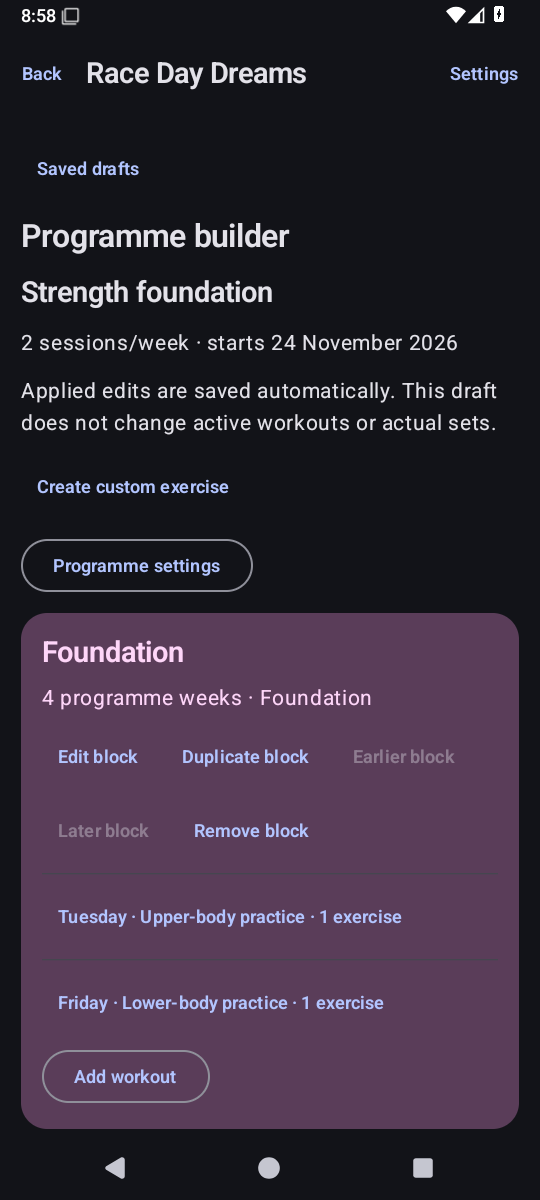 8:58
Back Race Day Dreams Settings
Saved drafts
Programme builder
Strength foundation
2 sessions/week · starts 24 November 2026
Applied edits are saved automatically. This draft
does not change active workouts or actual sets.
Create custom exercise
Programme settings
Foundation
4 programme weeks · Foundation
Edit block Duplicate block Earlier block
Later block Remove block
Tuesday · Upper-body practice · 1 exercise
Friday · Lower-body practice · 1 exercise
Add workout